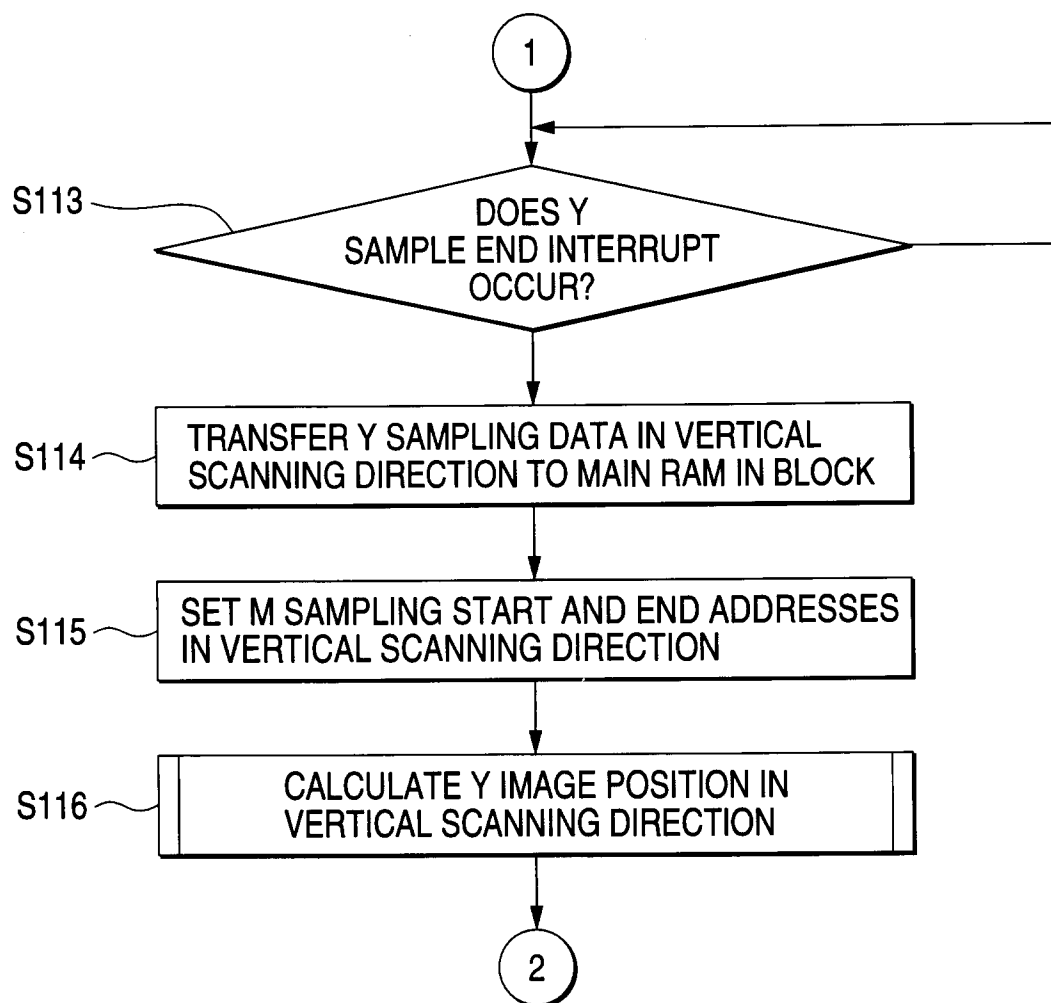 1
S113
DOES Y
SAMPLE END INTERRUPT
OCCUR?
S114
TRANSFER Y SAMPLING DATA IN VERTICAL
SCANNING DIRECTION TO MAIN RAM IN BLOCK
S115
SET M SAMPLING START AND END ADDRESSES
IN VERTICAL SCANNING DIRECTION
S116
CALCULATE Y IMAGE POSITION IN
VERTICAL SCANNING DIRECTION
2